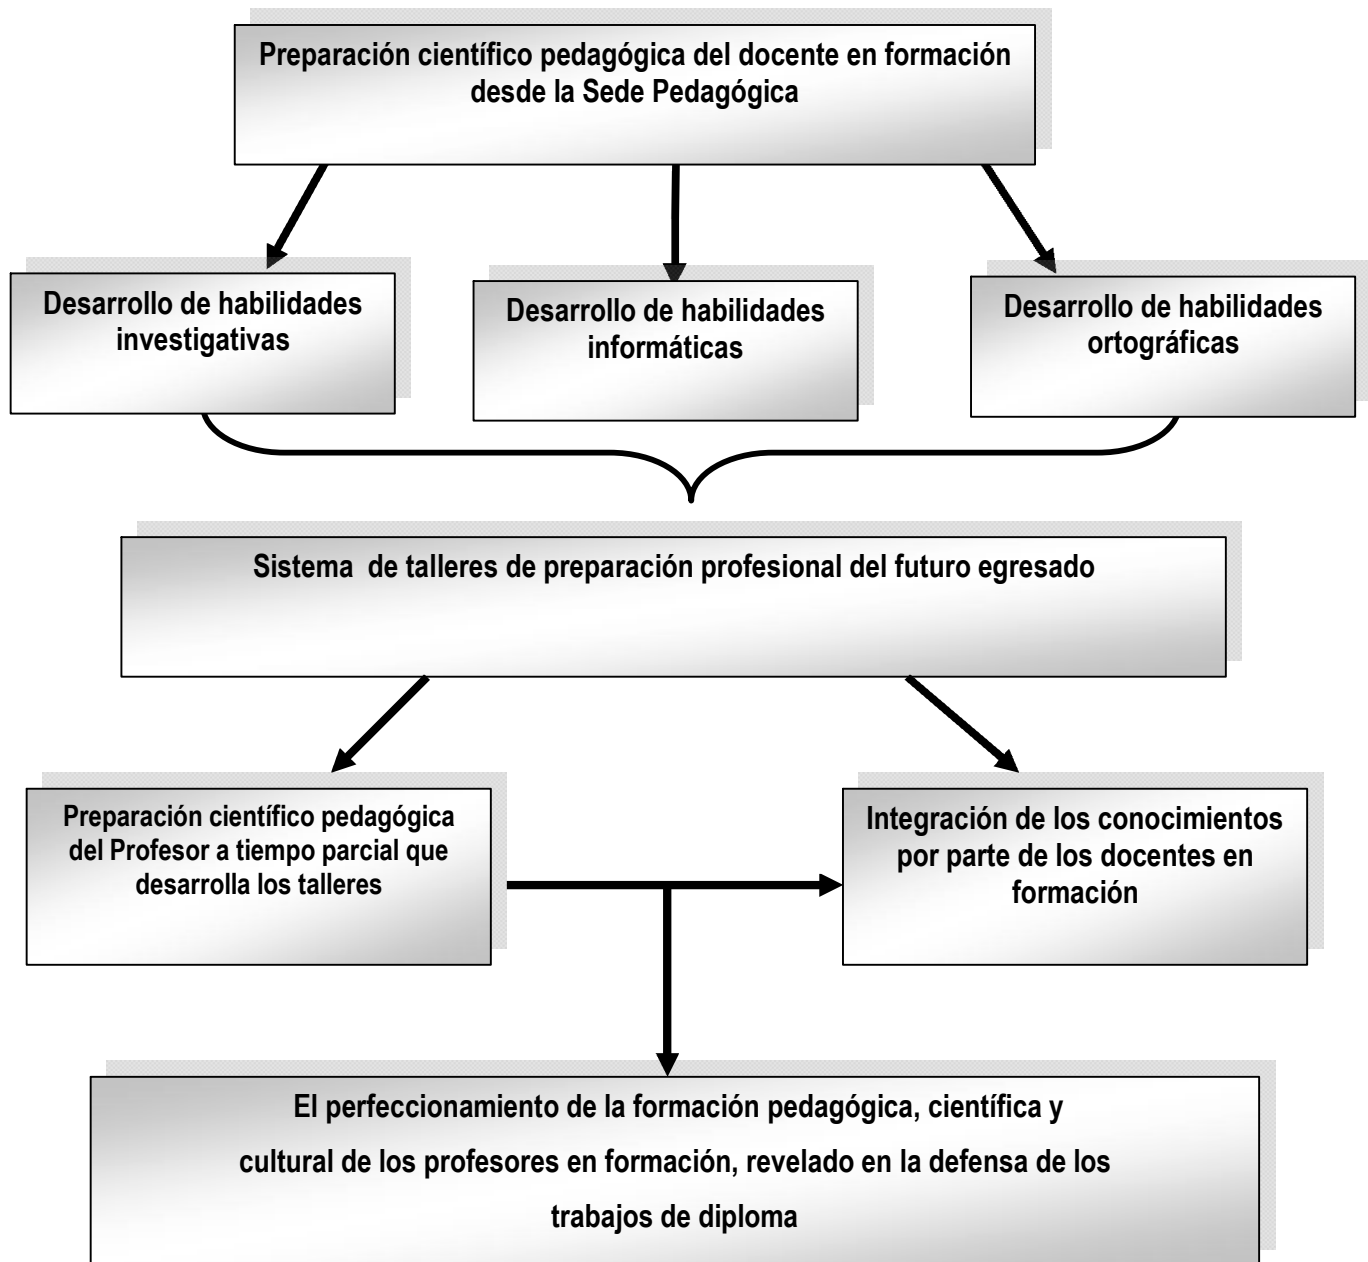 Preparación científico pedagógica del docente en formación
desde la Sede Pedagógica
Desarrollo de habilidades
investigativas
Desarrollo de habilidades
informáticas
Desarrollo de habilidades
ortográficas
Sistema  de talleres de preparación profesional del futuro egresado
Preparación científico pedagógica
del Profesor a tiempo parcial que
desarrolla los talleres
Integración de los conocimientos
por parte de los docentes en
formación
El perfeccionamiento de la formación pedagógica, científica y
cultural de los profesores en formación, revelado en la defensa de los
trabajos de diploma